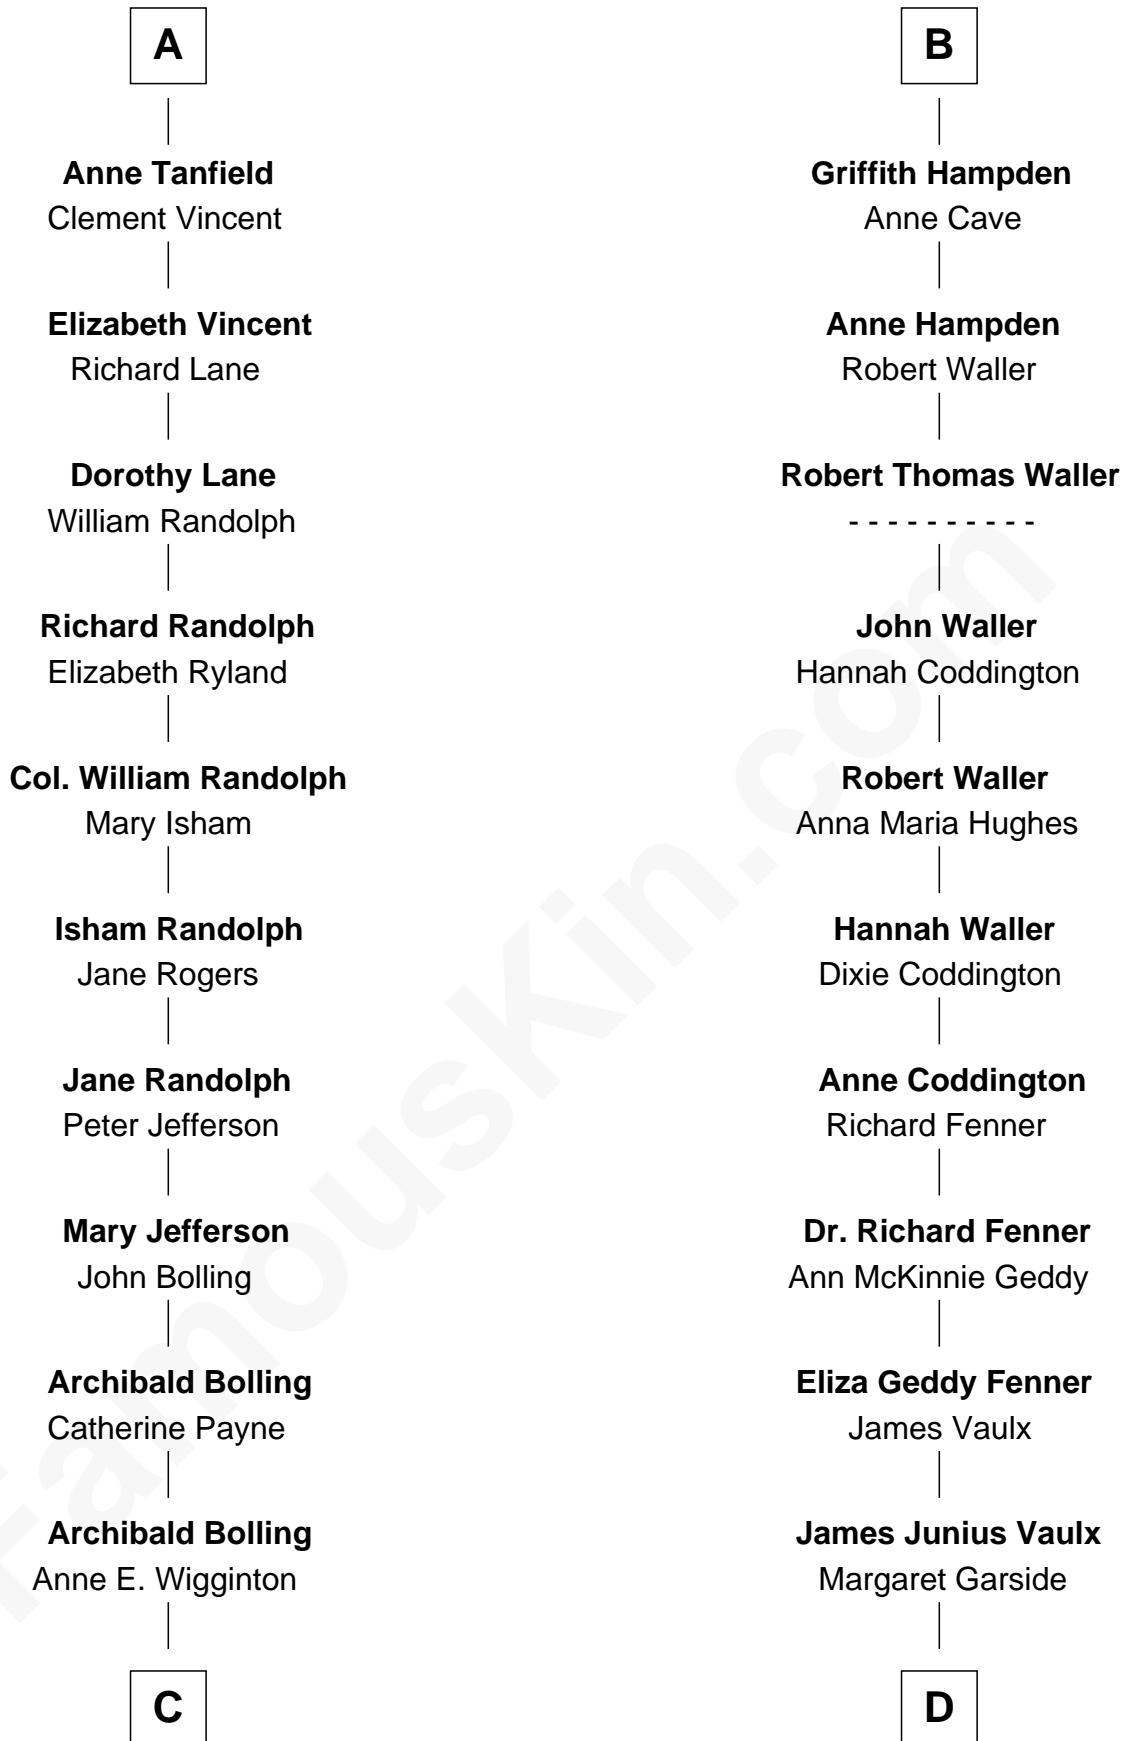 A
Anne Tanfield
Clement Vincent
Elizabeth Vincent
Richard Lane
Dorothy Lane
William Randolph
Richard Randolph
Elizabeth Ryland
Col. William Randolph
Mary Isham
Isham Randolph
Jane Rogers
Jane Randolph
Peter Jefferson
Mary Jefferson
John Bolling
Archibald Bolling
Catherine Payne
Archibald Bolling
Anne E. Wigginton
C
B
Griffith Hampden
Anne Cave
Anne Hampden
Robert Waller
Robert Thomas Waller
- - - - - - - - - -
John Waller
Hannah Coddington
Robert Waller
Anna Maria Hughes
Hannah Waller
Dixie Coddington
Anne Coddington
Richard Fenner
Dr. Richard Fenner
Ann McKinnie Geddy
Eliza Geddy Fenner
James Vaulx
James Junius Vaulx
Margaret Garside
D
FamousKin.com